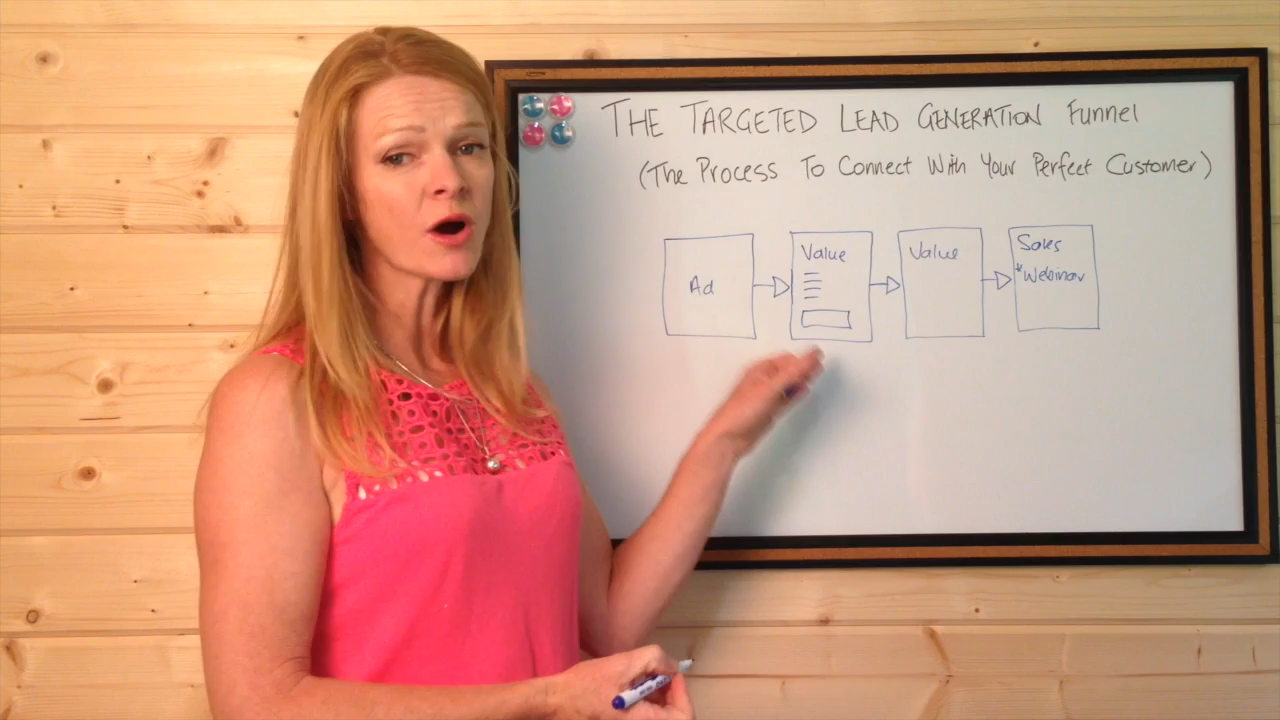 THE TARGETED LEAD GENERATION Funnel
(The Process To Connect With Your Perfect Customer)
Ad
Value
Value
Sales
*Webinar